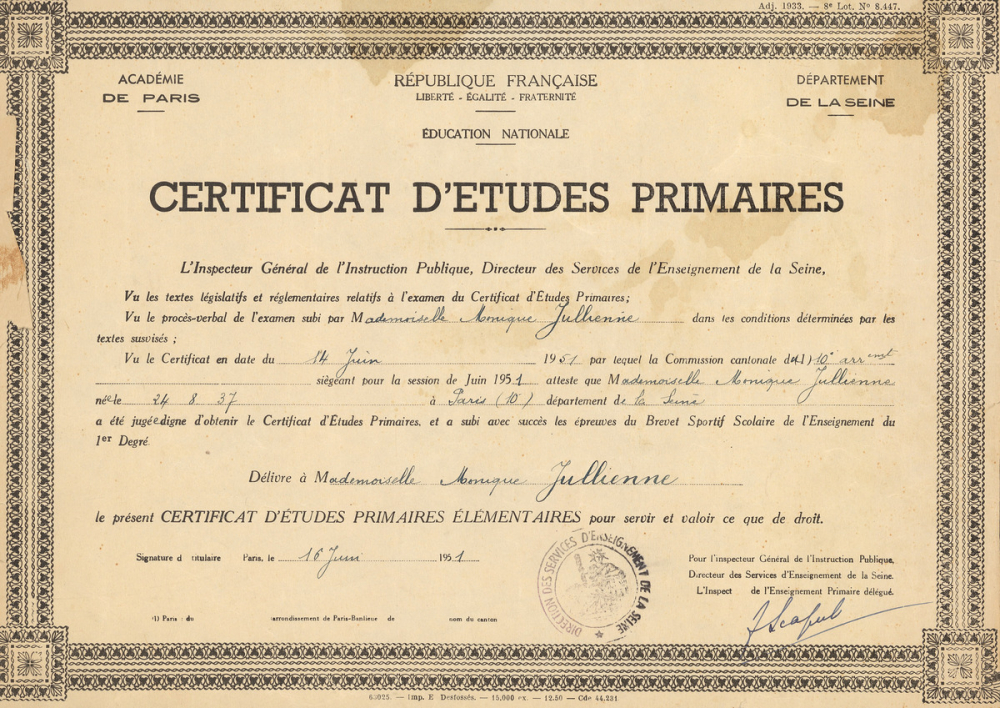 Adj. 1933. — 8e Lot. No 8.447.
ACADÉMIE
DE PARIS
RÉPUBLIQUE FRANÇAISE
LIBERTÉ - ÉGALITÉ - FRATERNITÉ
DÉPARTEMENT
DE LA SEINE
ÉDUCATION NATIONALE
CERTIFICAT D'ETUDES PRIMAIRES
L'Inspecteur Général de l'Instruction Publique, Directeur des Services de l'Enseignement de la Seine,
Vu les textes législatifs et réglementaires relatifs à l'examen du Certificat d'Etudes Primaires;
Vu le procès-verbal de l'examen subi par Mademoiselle Monique Jullienne dans les conditions déterminées par les
textes susvisés ;
Vu le Certificat en date du 14 Juin 1951 par lequel la Commission cantonale d (1) 10e arr
siégeant pour la session de Juin 1951 atteste que Mademoiselle Monique Jullienne
née le 24 8 37 à Paris (10e) département de la Seine
a été jugée digne d'obtenir le Certificat d'Études Primaires, et a subi avec succès les épreuves du Brevet Sportif Scolaire de l'Enseignement du
1er Degré.
Délivré à Mademoiselle Monique Jullienne
le présent CERTIFICAT D'ÉTUDES PRIMAIRES ÉLÉMENTAIRES pour servir et valoir ce que de droit.
Signature d titulaire Paris, le 16 Juin 1951
DIRECTION DES SERVICES D'ENSEIGNEMENT DE LA SEINE
Pour l'inspecteur Général de l'Instruction Publique,
Directeur des Services d'Enseignement de la Seine.
L'Inspect de l'Enseignement Primaire délégué.
(1) Paris : du arrondissement de Paris-Banlieue de nom du canton
63025. — Imp. E Desfossés. — 15.000 ex. — 12-50 — Cde 44,231